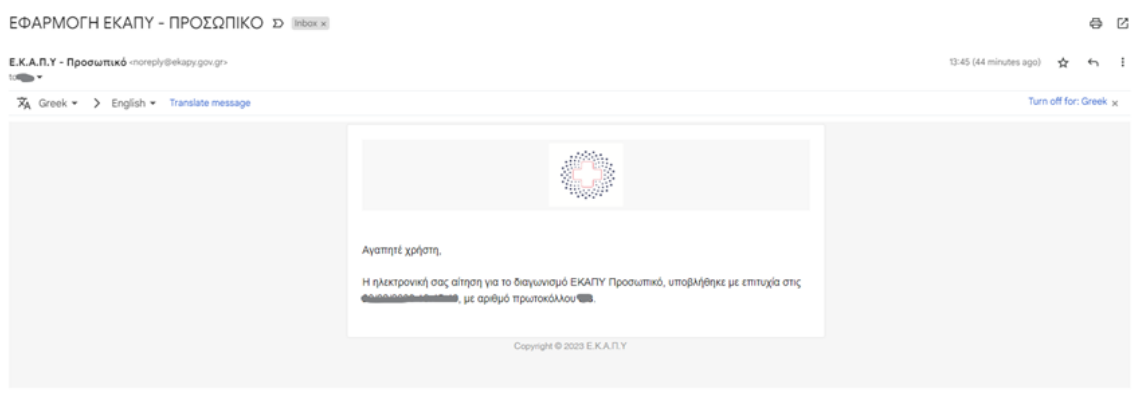 ΕΦΑΡΜΟΓΗ ΕΚΑΠΥ - ΠΡΟΣΩΠΙΚΟ Inbox x
Ε.Κ.Α.Π.Υ - Προσωπικό <noreply@ekapy.gov.gr> 13:45 (44 minutes ago)
to
Greek > English Translate message Turn off for: Greek x
Αγαπητέ χρήστη,
Η ηλεκτρονική σας αίτηση για το διαγωνισμό ΕΚΑΠΥ Προσωπικό, υποβλήθηκε με επιτυχία στις
, με αριθμό πρωτοκόλλου .
Copyright © 2023 Ε.Κ.Α.Π.Υ